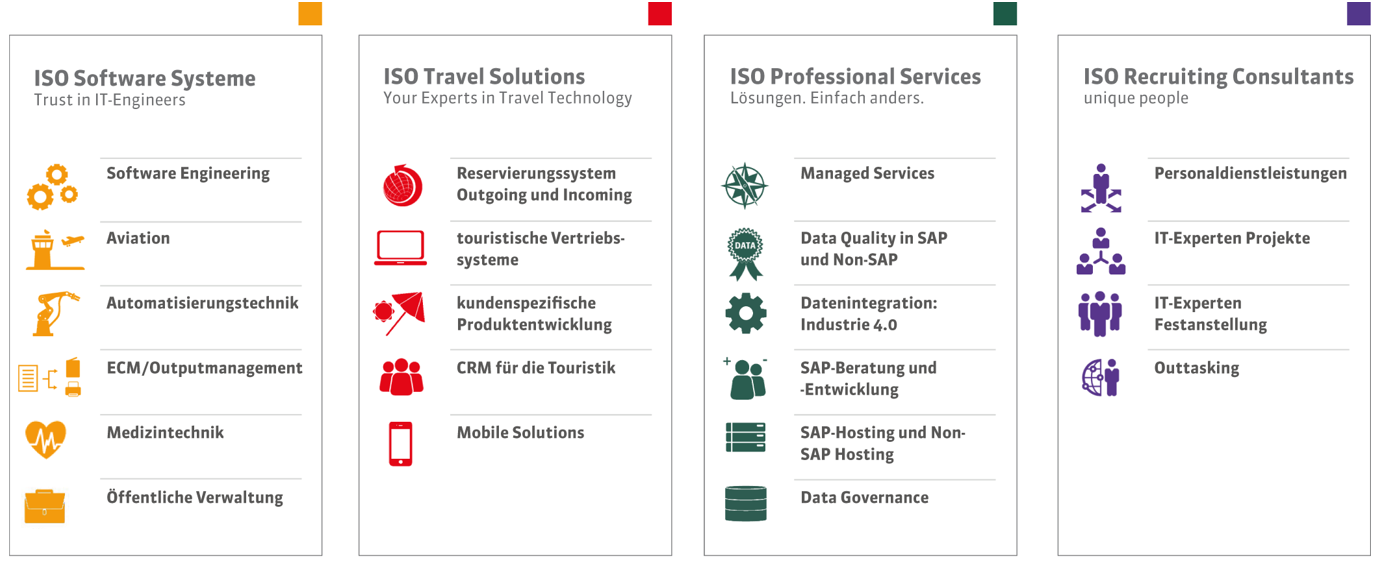 ISO Software Systeme
Trust in IT-Engineers
Software Engineering
Aviation
Automatisierungstechnik
ECM/Outputmanagement
Medizintechnik
Öffentliche Verwaltung
ISO Travel Solutions
Your Experts in Travel Technology
Reservierungssystem
Outgoing und Incoming
touristische Vertriebs-
systeme
kundenspezifische
Produktentwicklung
CRM für die Touristik
Mobile Solutions
ISO Professional Services
Lösungen. Einfach anders.
Managed Services
DATA
Data Quality in SAP
und Non-SAP
Datenintegration:
Industrie 4.0
+ -
SAP-Beratung und
-Entwicklung
SAP-Hosting und Non-
SAP Hosting
Data Governance
ISO Recruiting Consultants
unique people
Personaldienstleistungen
IT-Experten Projekte
IT-Experten
Festanstellung
Outtasking